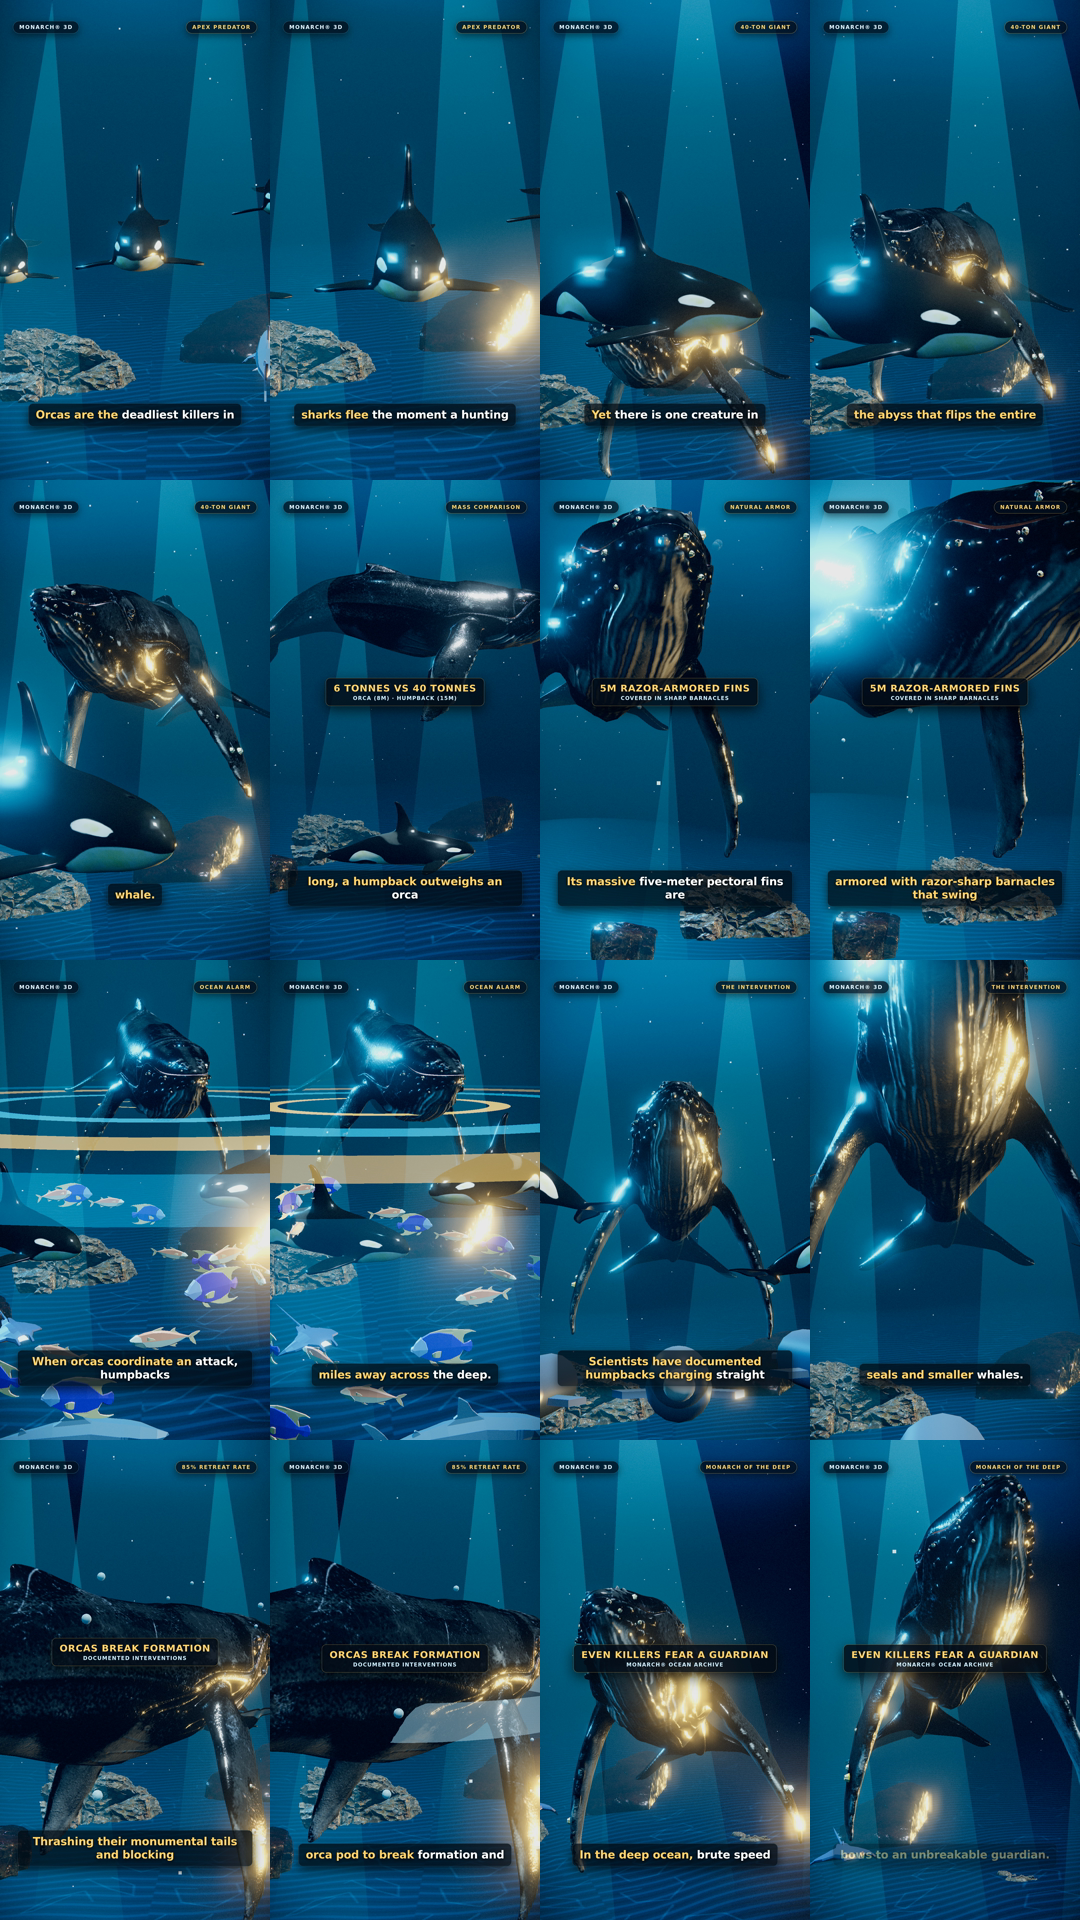 MONARCH® 3D
APEX PREDATOR
Orcas are the deadliest killers in
MONARCH® 3D
APEX PREDATOR
sharks flee the moment a hunting
MONARCH® 3D
40-TON GIANT
Yet there is one creature in
MONARCH® 3D
40-TON GIANT
the abyss that flips the entire
MONARCH® 3D
40-TON GIANT
whale.
MONARCH® 3D
MASS COMPARISON
6 TONNES VS 40 TONNES
ORCA (8M) · HUMPBACK (15M)
long, a humpback outweighs an
orca
MONARCH® 3D
NATURAL ARMOR
5M RAZOR-ARMORED FINS
COVERED IN SHARP BARNACLES
Its massive five-meter pectoral fins
are
MONARCH® 3D
NATURAL ARMOR
5M RAZOR-ARMORED FINS
COVERED IN SHARP BARNACLES
armored with razor-sharp barnacles
that swing
MONARCH® 3D
OCEAN ALARM
When orcas coordinate an attack,
humpbacks
MONARCH® 3D
OCEAN ALARM
miles away across the deep.
MONARCH® 3D
THE INTERVENTION
Scientists have documented
humpbacks charging straight
MONARCH® 3D
THE INTERVENTION
seals and smaller whales.
MONARCH® 3D
85% RETREAT RATE
ORCAS BREAK FORMATION
DOCUMENTED INTERVENTIONS
Thrashing their monumental tails
and blocking
MONARCH® 3D
85% RETREAT RATE
ORCAS BREAK FORMATION
DOCUMENTED INTERVENTIONS
orca pod to break formation and
MONARCH® 3D
MONARCH OF THE DEEP
EVEN KILLERS FEAR A GUARDIAN
MONARCH® OCEAN ARCHIVE
In the deep ocean, brute speed
MONARCH® 3D
MONARCH OF THE DEEP
EVEN KILLERS FEAR A GUARDIAN
MONARCH® OCEAN ARCHIVE
bows to an unbreakable guardian.